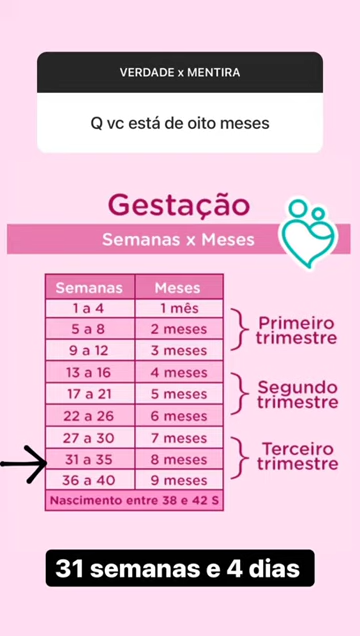 VERDADE x MENTIRA
Q vc está de oito meses
Gestação
Semanas x Meses
Semanas Meses
1 a 4 1 mês
5 a 8 2 meses
9 a 12 3 meses
Primeiro
trimestre
13 a 16 4 meses
17 a 21 5 meses
22 a 26 6 meses
Segundo
trimestre
27 a 30 7 meses
31 a 35 8 meses
36 a 40 9 meses
Terceiro
trimestre
Nascimento entre 38 e 42 S
31 semanas e 4 dias